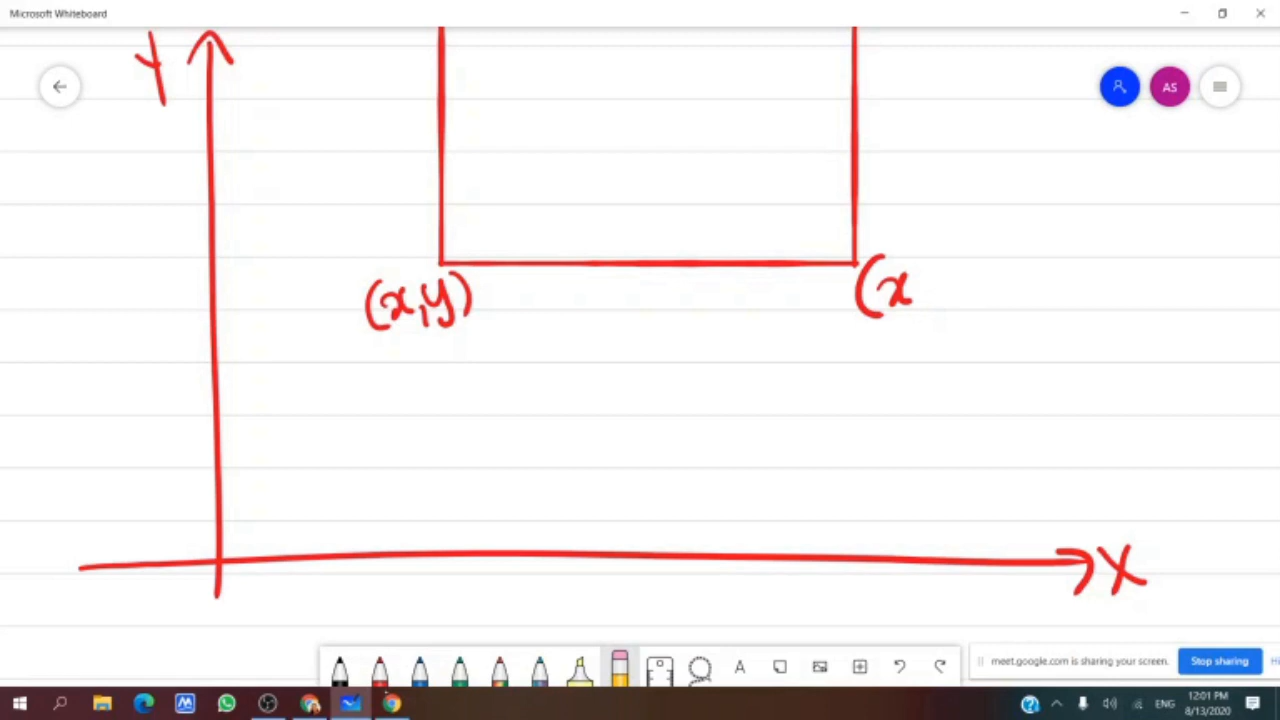 Microsoft Whiteboard
Y
AS
(x,y)
(x
X
A
meet.google.com is sharing your screen.
Stop sharing
Hi
ENG
12:01 PM
8/13/2020